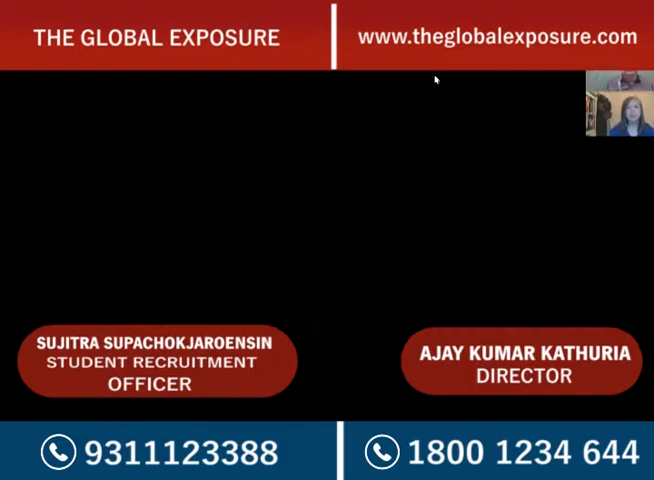 THE GLOBAL EXPOSURE
www.theglobalexposure.com
SUJITRA SUPACHOKJAROENSIN
STUDENT RECRUITMENT
OFFICER
AJAY KUMAR KATHURIA
DIRECTOR
9311123388
1800 1234 644